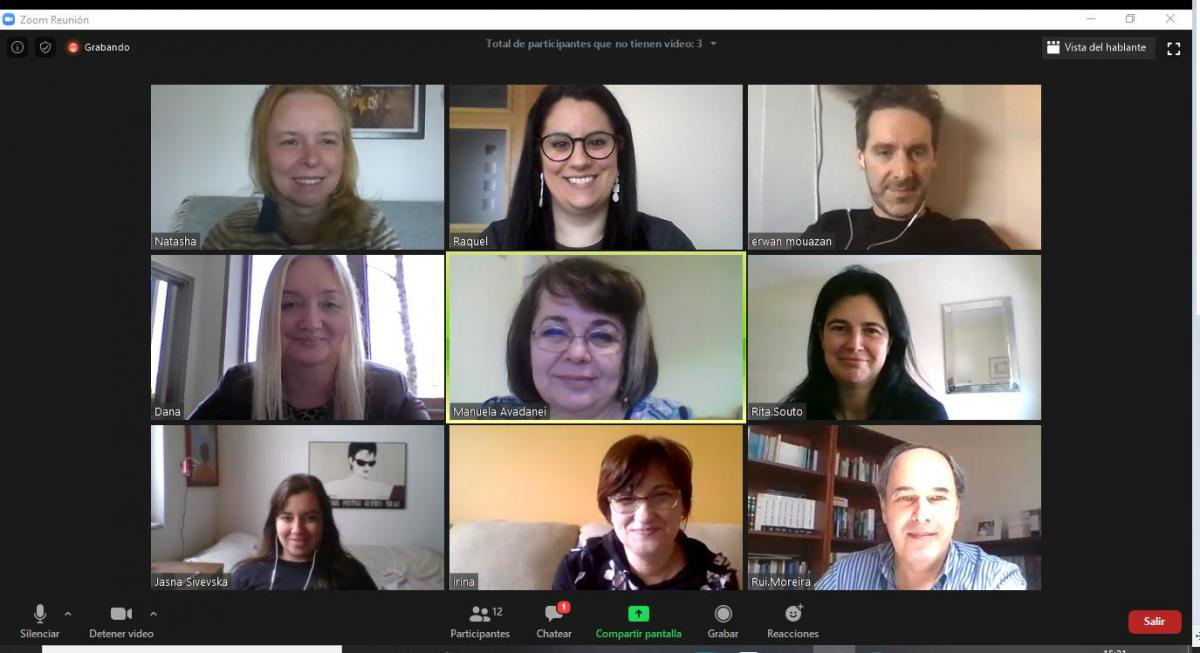 Zoom Reunión
Grabando
Total de participantes que no tienen video: 3
Vista del hablante
Natasha
Raquel
erwan mouazan
Dana
Manuela Avadanei
Rita.Souto
Jasna Sivevska
irina
Rui.Moreira
12
1
Silenciar
Detener video
Participantes
Chatear
Compartir pantalla
Grabar
Reacciones
Salir